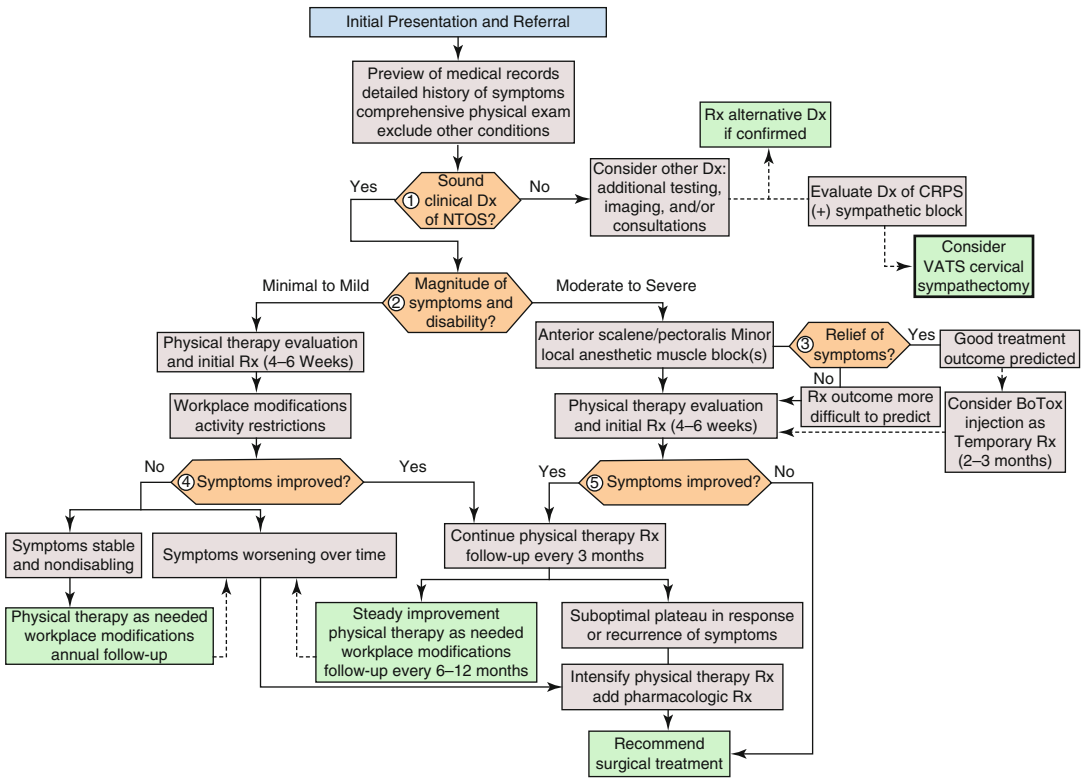 Initial Presentation and Referral
Preview of medical records
detailed history of symptoms
comprehensive physical exam
exclude other conditions
Rx alternative Dx
if confirmed
Yes
1
Sound
clinical Dx
of NTOS?
No
Consider other Dx:
additional testing,
imaging, and/or
consultations
Evaluate Dx of CRPS
(+) sympathetic block
Consider
VATS cervical
sympathectomy
Minimal to Mild
2
Magnitude of
symptoms and
disability?
Moderate to Severe
Physical therapy evaluation
and initial Rx (4–6 Weeks)
Anterior scalene/pectoralis Minor
local anesthetic muscle block(s)
3
Relief of
symptoms?
Yes
Good treatment
outcome predicted
No
Rx outcome more
difficult to predict
Consider BoTox
injection as
Temporary Rx
(2–3 months)
Workplace modifications
activity restrictions
Physical therapy evaluation
and initial Rx (4–6 weeks)
No
4 Symptoms improved?
Yes
Yes
5 Symptoms improved?
No
Symptoms stable
and nondisabling
Symptoms worsening over time
Continue physical therapy Rx
follow-up every 3 months
Physical therapy as needed
workplace modifications
annual follow-up
Steady improvement
physical therapy as needed
workplace modifications
follow-up every 6–12 months
Suboptimal plateau in response
or recurrence of symptoms
Intensify physical therapy Rx
add pharmacologic Rx
Recommend
surgical treatment